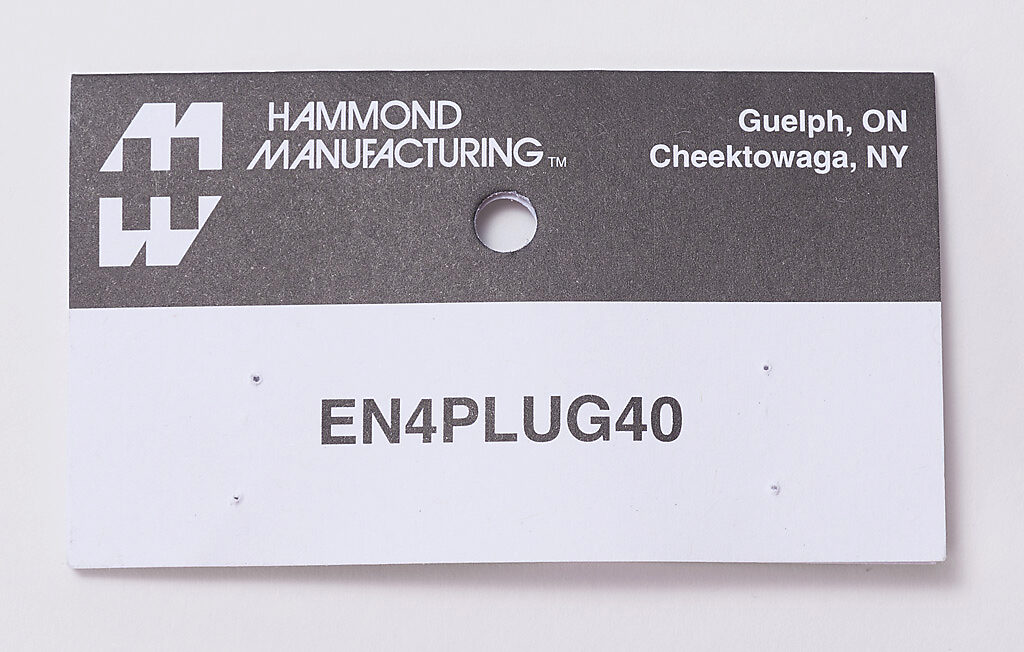 HAMMOND
MANUFACTURING™
Guelph, ON
Cheektowaga, NY
EN4PLUG40